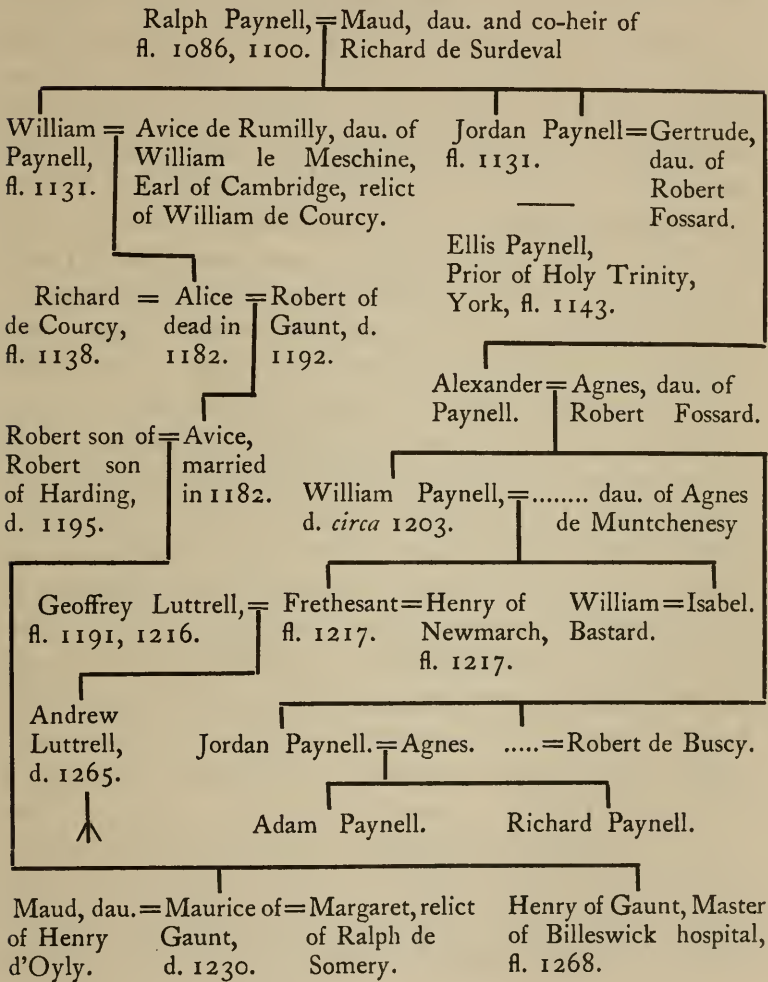 Ralph Paynell, = Maud, dau. and co-heir of
fl. 1086, 1100. Richard de Surdeval
William = Avice de Rumilly, dau. of
Paynell, William le Meschine,
fl. 1131. Earl of Cambridge, relict
of William de Courcy.
Jordan Paynell = Gertrude,
fl. 1131. dau. of
Robert
Fossard.
Ellis Paynell,
Prior of Holy Trinity,
York, fl. 1143.
Richard = Alice = Robert of
de Courcy, dead in Gaunt, d.
fl. 1138. 1182. 1192.
Alexander = Agnes, dau. of
Paynell. Robert Fossard.
Robert son of = Avice,
Robert son married
of Harding, in 1182.
d. 1195.
William Paynell, = ........ dau. of Agnes
d. circa 1203. de Muntchenesy
Geoffrey Luttrell, = Frethesant = Henry of
fl. 1191, 1216. fl. 1217. Newmarch,
fl. 1217.
William = Isabel.
Bastard.
Andrew
Luttrell,
d. 1265.
Jordan Paynell. = Agnes. ..... = Robert de Buscy.
Adam Paynell. Richard Paynell.
Maud, dau. = Maurice of = Margaret, relict
of Henry Gaunt, of Ralph de
d'Oyly. d. 1230. Somery.
Henry of Gaunt, Master
of Billeswick hospital,
fl. 1268.